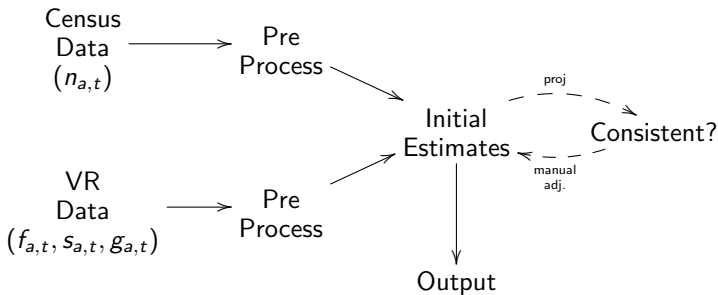 Census
Data
(n_{a,t})
Pre
Process
Initial
Estimates
proj
Consistent?
manual
adj.
VR
Data
(f_{a,t}, s_{a,t}, g_{a,t})
Pre
Process
Output